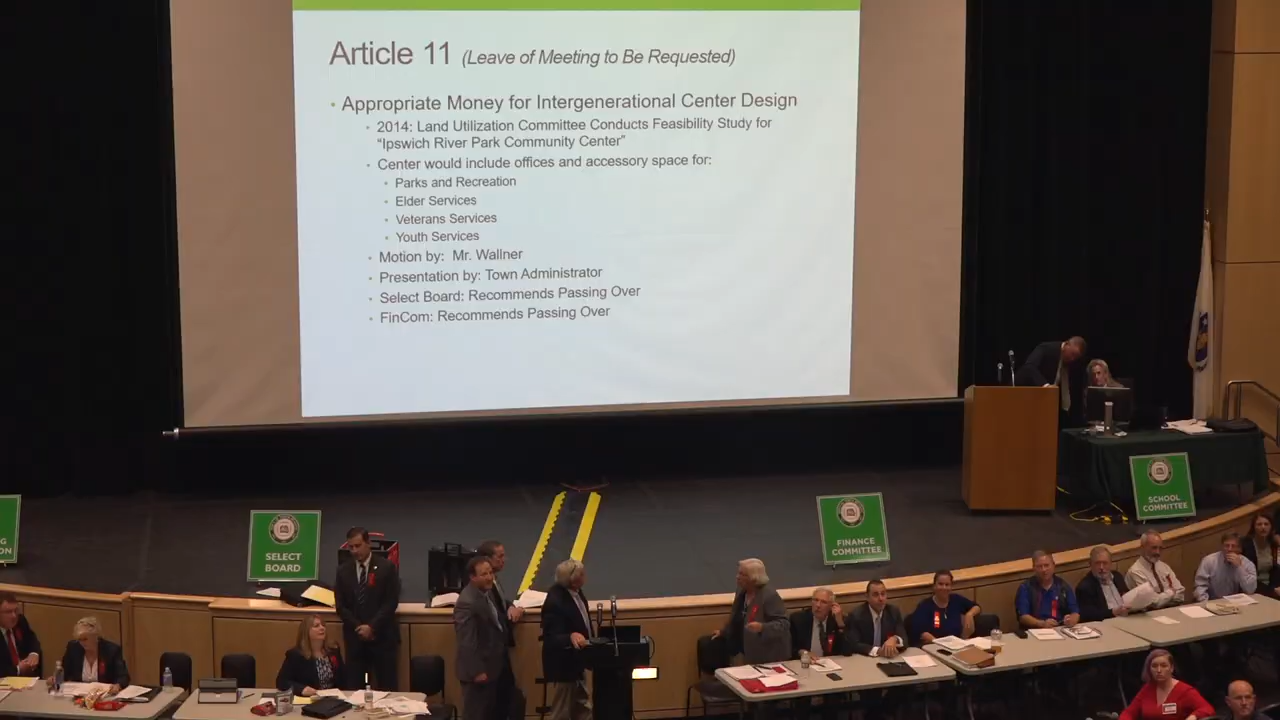 Article 11 (Leave of Meeting to Be Requested)
• Appropriate Money for Intergenerational Center Design
• 2014: Land Utilization Committee Conducts Feasibility Study for
"Ipswich River Park Community Center"
• Center would include offices and accessory space for:
• Parks and Recreation
• Elder Services
• Veterans Services
• Youth Services
• Motion by: Mr. Wallner
• Presentation by: Town Administrator
• Select Board: Recommends Passing Over
• FinCom: Recommends Passing Over
SELECT
BOARD
FINANCE
COMMITTEE
SCHOOL
COMMITTEE